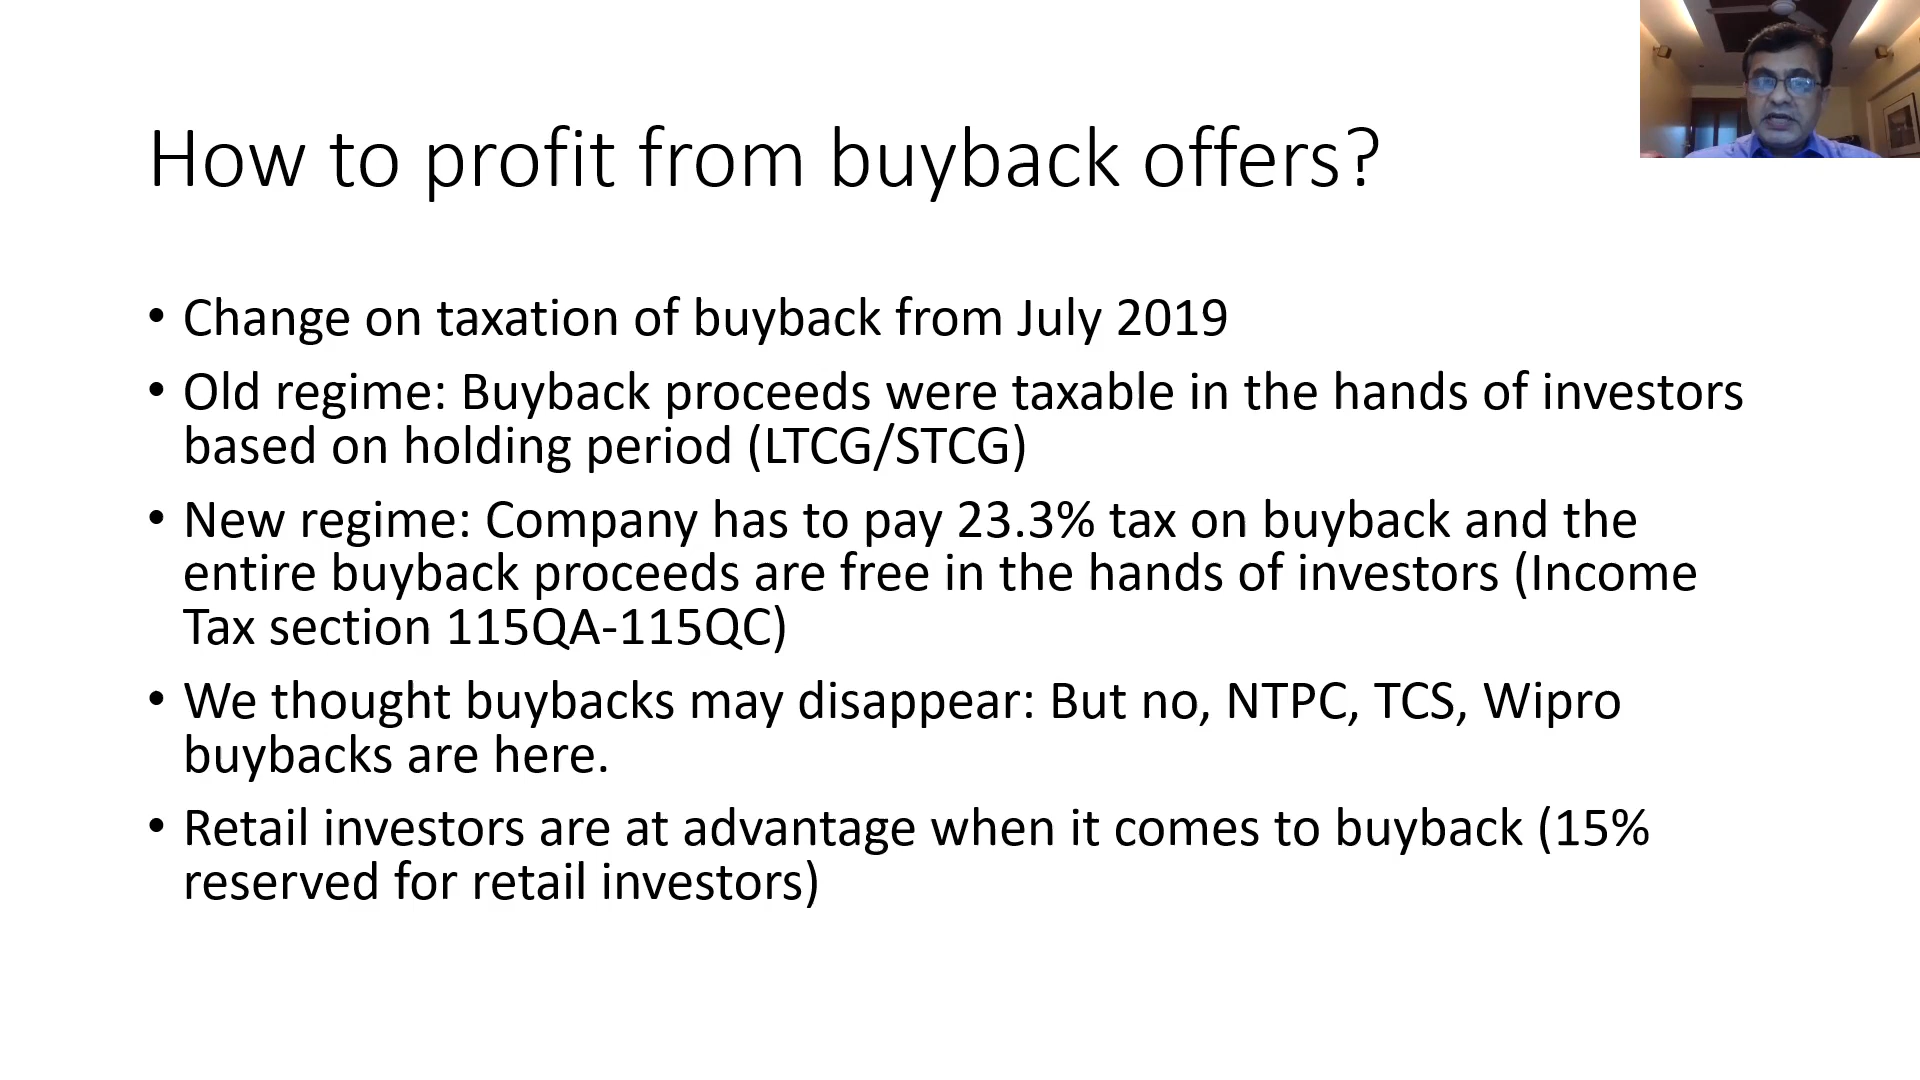 How to profit from buyback offers?
• Change on taxation of buyback from July 2019
• Old regime: Buyback proceeds were taxable in the hands of investors
based on holding period (LTCG/STCG)
• New regime: Company has to pay 23.3% tax on buyback and the
entire buyback proceeds are free in the hands of investors (Income
Tax section 115QA-115QC)
• We thought buybacks may disappear: But no, NTPC, TCS, Wipro
buybacks are here.
• Retail investors are at advantage when it comes to buyback (15%
reserved for retail investors)